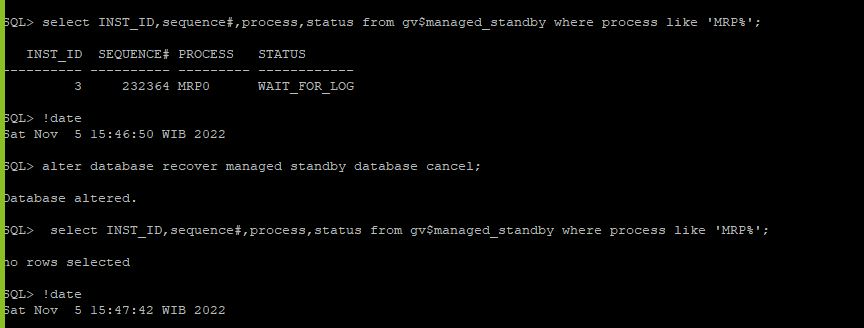 SQL> select INST_ID,sequence#,process,status from gv$managed_standby where process like 'MRP%';
INST_ID SEQUENCE# PROCESS STATUS
---------- ---------- --------- ------------
3 232364 MRP0 WAIT_FOR_LOG
SQL> !date
Sat Nov 5 15:46:50 WIB 2022
SQL> alter database recover managed standby database cancel;
Database altered.
SQL> select INST_ID,sequence#,process,status from gv$managed_standby where process like 'MRP%';
no rows selected
SQL> !date
Sat Nov 5 15:47:42 WIB 2022